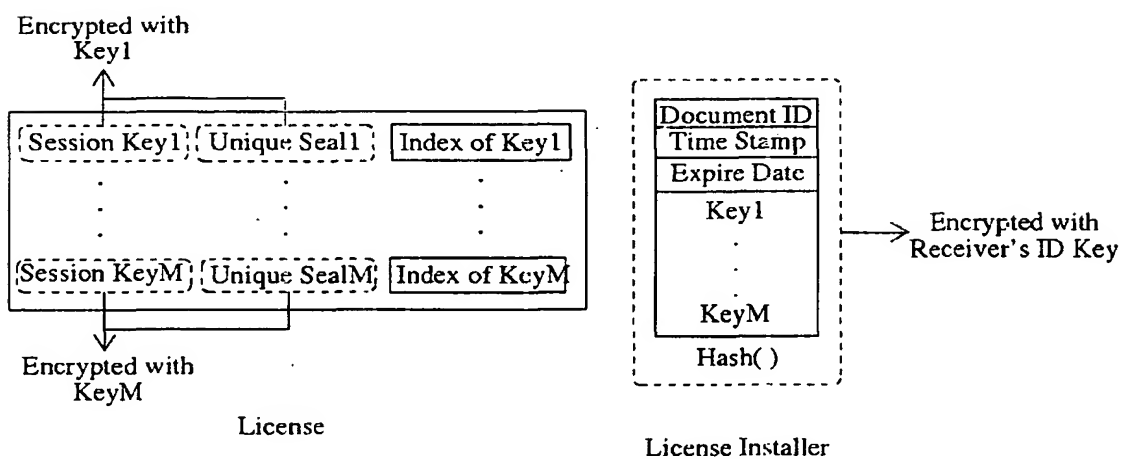 Encrypted with
Key1
Session Key1 Unique Seal1 Index of Key1
Session KeyM Unique SealM Index of KeyM
Encrypted with
KeyM
License
Document ID
Time Stamp
Expire Date
Key1
KeyM
Hash( )
Encrypted with
Receiver's ID Key
License Installer